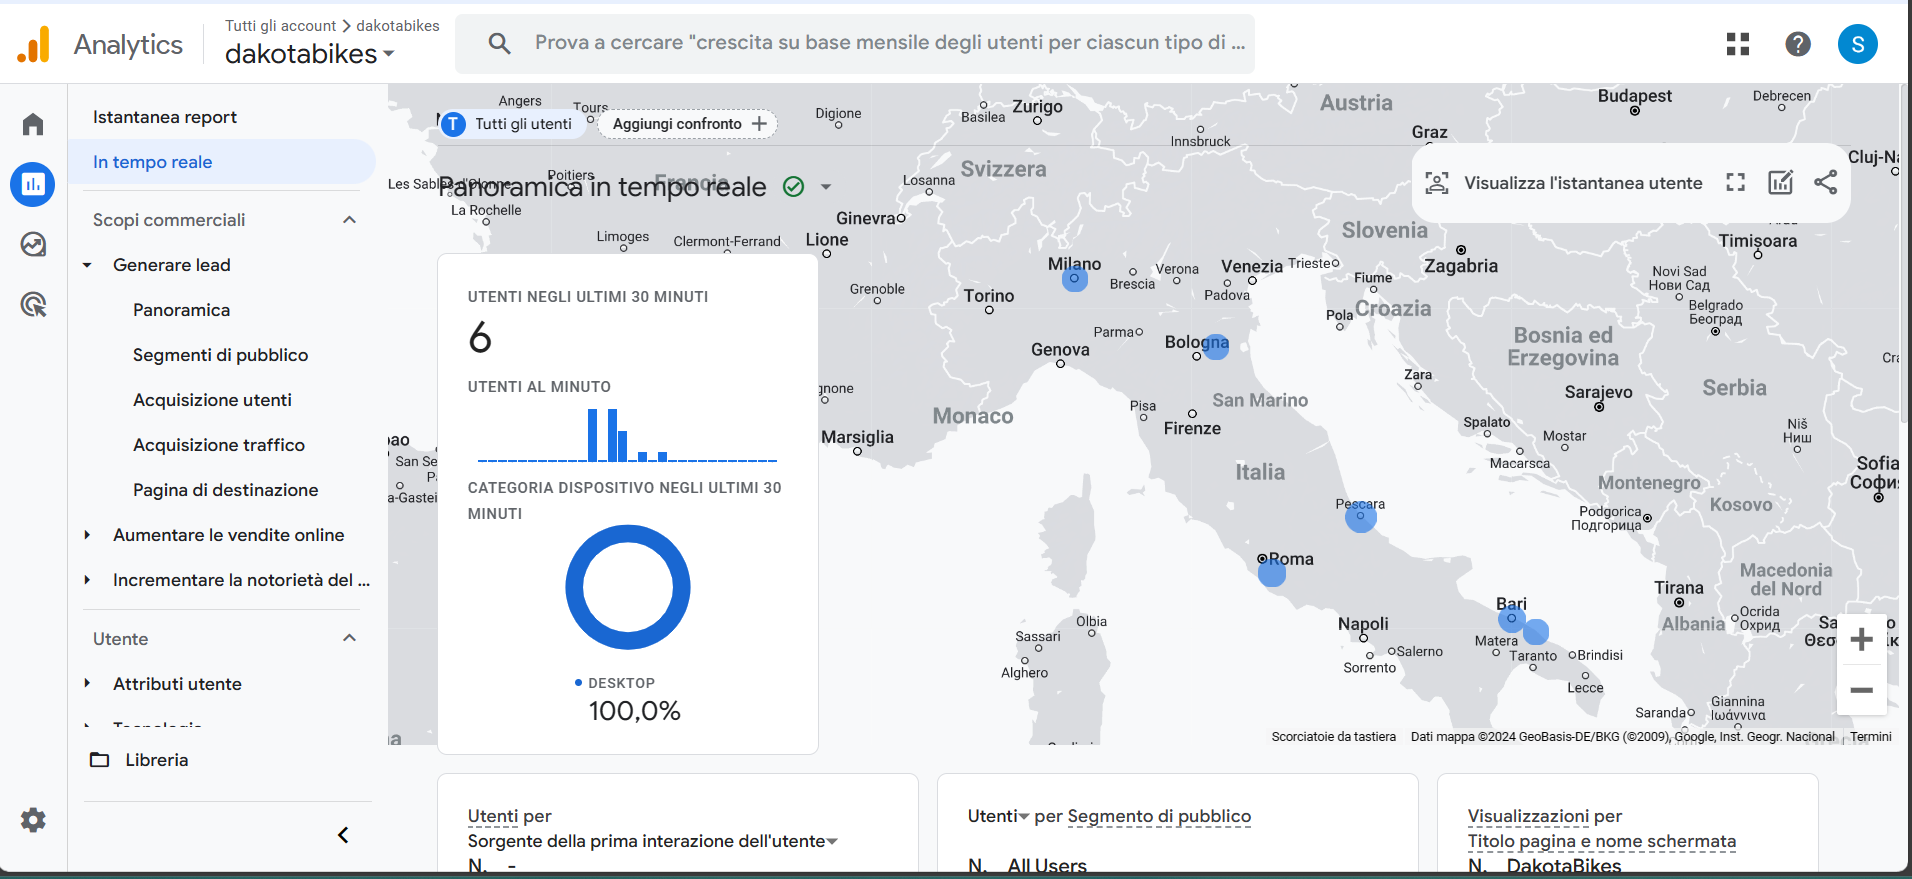 Analytics
Tutti gli account > dakotabikes
dakotabikes
Prova a cercare "crescita su base mensile degli utenti per ciascun tipo di ...
S
Istantanea report
In tempo reale
Scopi commerciali
Generare lead
Panoramica
Segmenti di pubblico
Acquisizione utenti
Acquisizione traffico
Pagina di destinazione
Aumentare le vendite online
Incrementare la notorietà del ...
Utente
Attributi utente
Libreria
T Tutti gli utenti
Aggiungi confronto +
Panoramica in tempo reale
Visualizza l'istantanea utente
UTENTI NEGLI ULTIMI 30 MINUTI
6
UTENTI AL MINUTO
CATEGORIA DISPOSITIVO NEGLI ULTIMI 30
MINUTI
DESKTOP
100,0%
Angers
Tours
Digione
Basilea
Zurigo
Innsbruck
Austria
Graz
Budapest
Debrecen
Cluj-Na
Les Sables-d'Olonne
Poitiers
Francia
Losanna
Svizzera
La Rochelle
Ginevra
Limoges
Clermont-Ferrand
Lione
Slovenia
Zagabria
Timișoara
Milano
Brescia
Verona
Venezia
Trieste
Fiume
Novi Sad
Нови Сад
Grenoble
Torino
Padova
Pola
Croazia
Belgrado
Београд
Parma
Bologna
Genova
Bosnia ed
Erzegovina
Zara
Sarajevo
Serbia
gnone
Pisa
San Marino
Monaco
Firenze
Marsiglia
Spalato
Mostar
Niš
Ниш
bao
San Se
Macarsca
Sofia
София
a-Gastei
Italia
Montenegro
Kosovo
Pescara
Podgorica
Подгорица
Roma
Macedonia
del Nord
Tirana
Bari
Ocrida
Охрид
Olbia
Napoli
Albania
Sassari
Matera
Salerno
Taranto
Brindisi
Alghero
Sorrento
Lecce
Giannina
Ιωάννινα
Saranda
Scorciatoie da tastiera
Dati mappa ©2024 GeoBasis-DE/BKG (©2009), Google, Inst. Geogr. Nacional
Termini
Utenti per
Sorgente della prima interazione dell'utente
N. -
Utenti per Segmento di pubblico
N. All Users
Visualizzazioni per
Titolo pagina e nome schermata
N. DakotaBikes